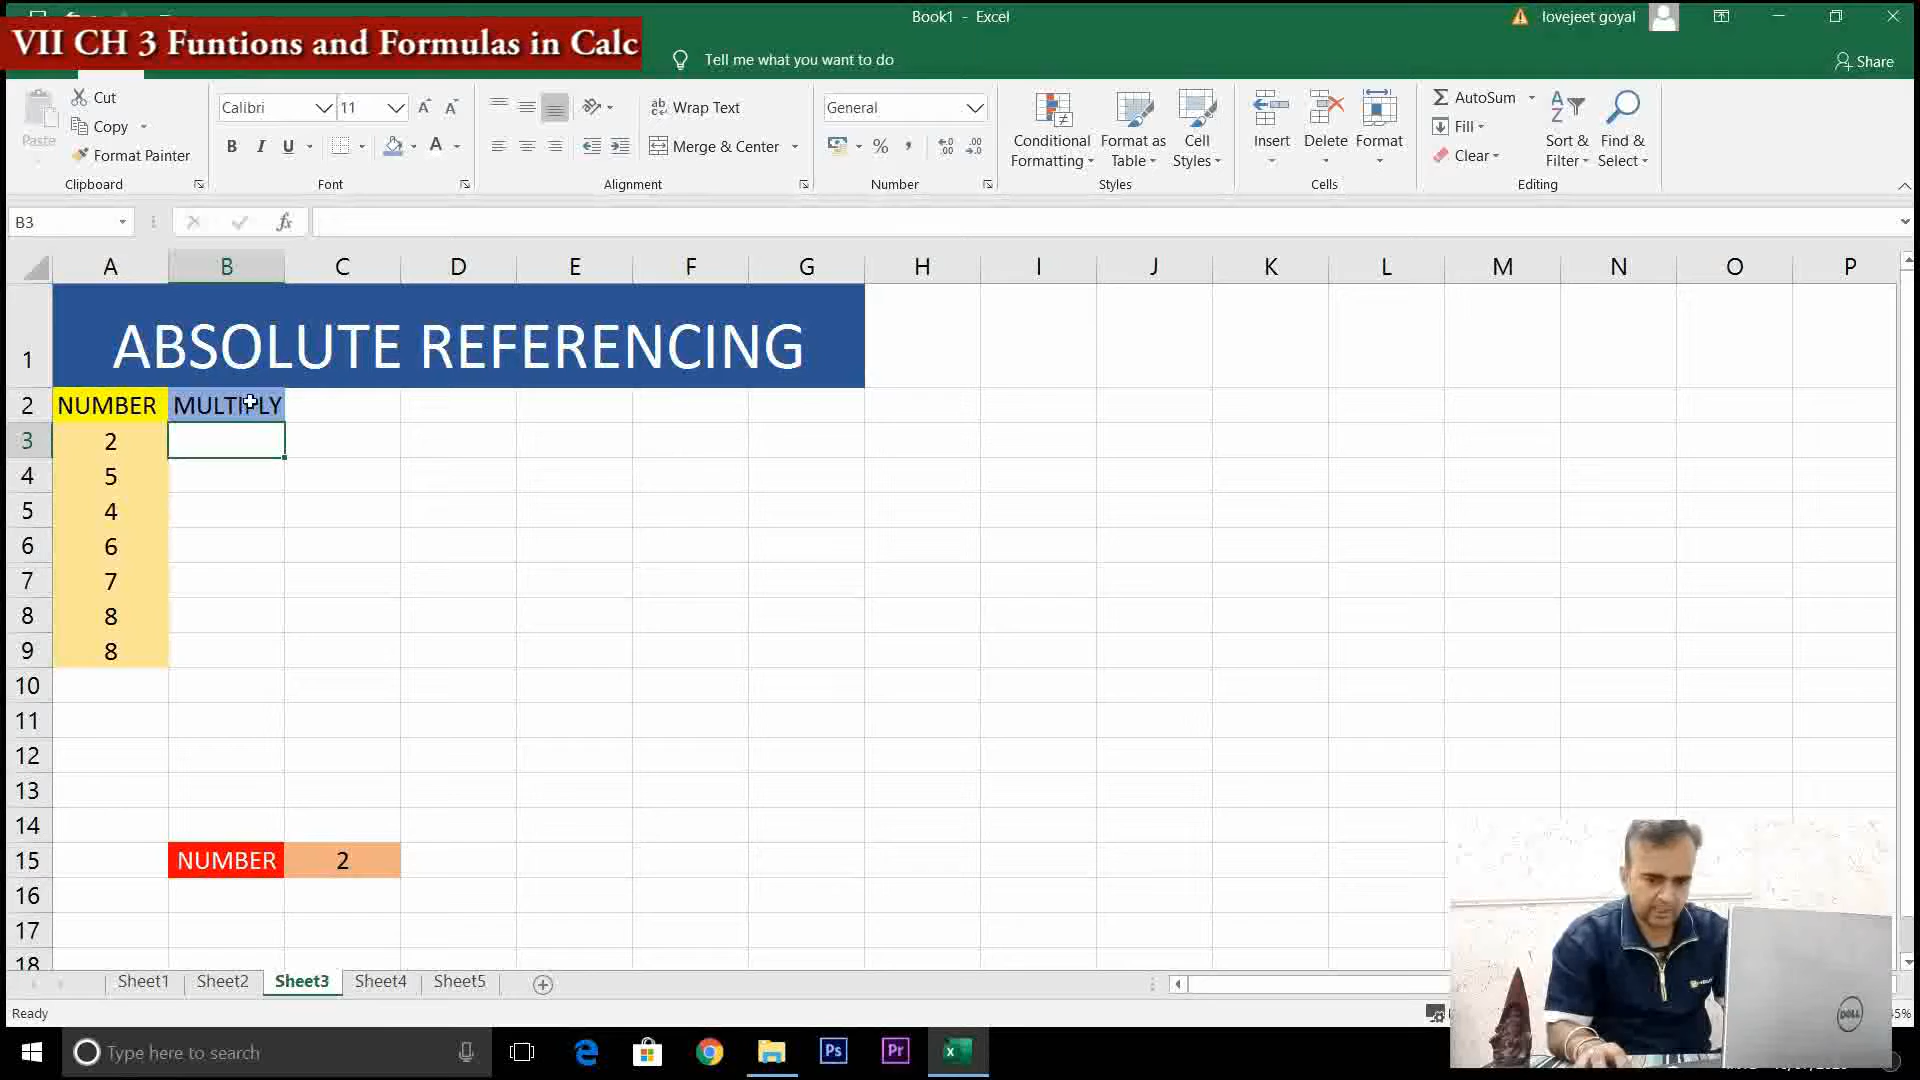 Book1 - Excel
lovejeet goyal
VII CH 3 Funtions and Formulas in Calc
Tell me what you want to do
Share
Paste
Cut
Copy
Format Painter
Clipboard
Calibri
11
B I U
A
Font
Wrap Text
Merge & Center
Alignment
General
%
Number
Conditional
Formatting
Format as
Table
Cell
Styles
Styles
Insert
Delete
Format
Cells
AutoSum
Fill
Clear
Sort &
Filter
Find &
Select
Editing
B3
fx
A B C D E F G H I J K L M N O P
1 ABSOLUTE REFERENCING
2 NUMBER MULTIPLY
3 2
4 5
5 4
6 6
7 7
8 8
9 8
10
11
12
13
14
15 NUMBER 2
16
17
18
Sheet1 Sheet2 Sheet3 Sheet4 Sheet5
Ready
DELL
Type here to search
Ps
Pr